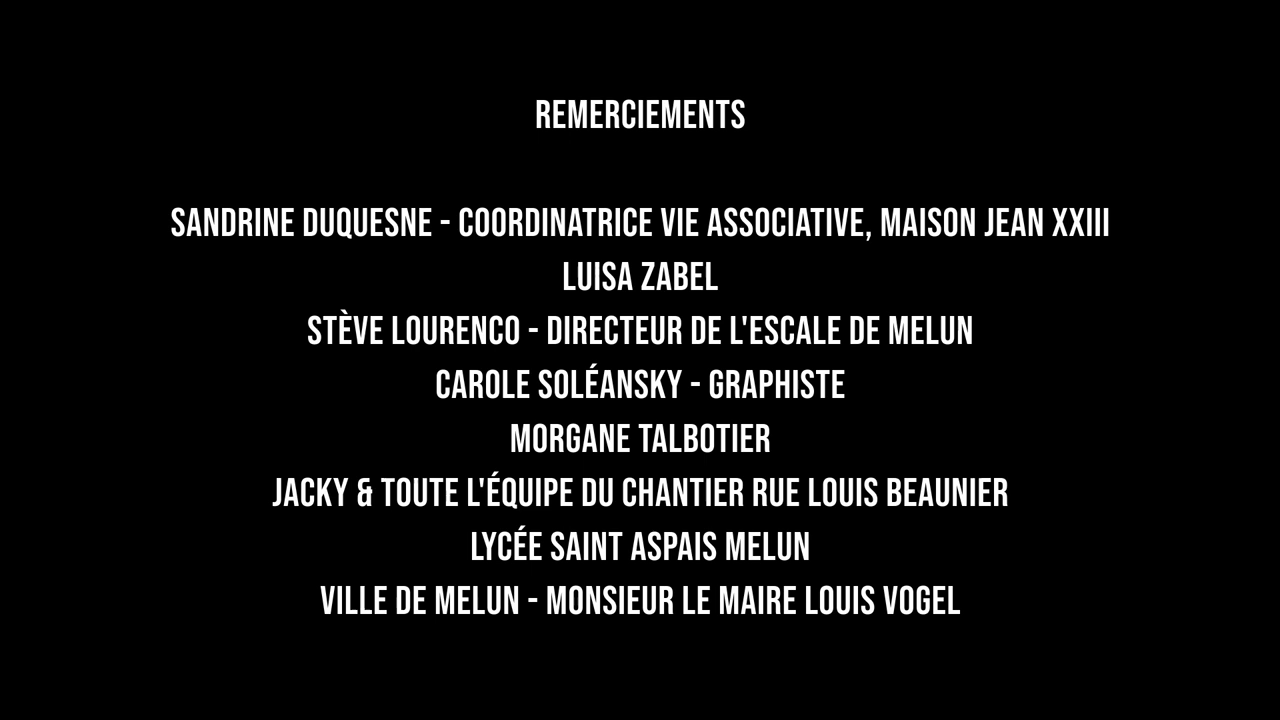 REMERCIEMENTS
SANDRINE DUQUESNE - COORDINATRICE VIE ASSOCIATIVE, MAISON JEAN XXIII
LUISA ZABEL
STÈVE LOURENCO - DIRECTEUR DE L'ESCALE DE MELUN
CAROLE SOLÉANSKY - GRAPHISTE
MORGANE TALBOTIER
JACKY & TOUTE L'ÉQUIPE DU CHANTIER RUE LOUIS BEAUNIER
LYCÉE SAINT ASPAIS MELUN
VILLE DE MELUN - MONSIEUR LE MAIRE LOUIS VOGEL